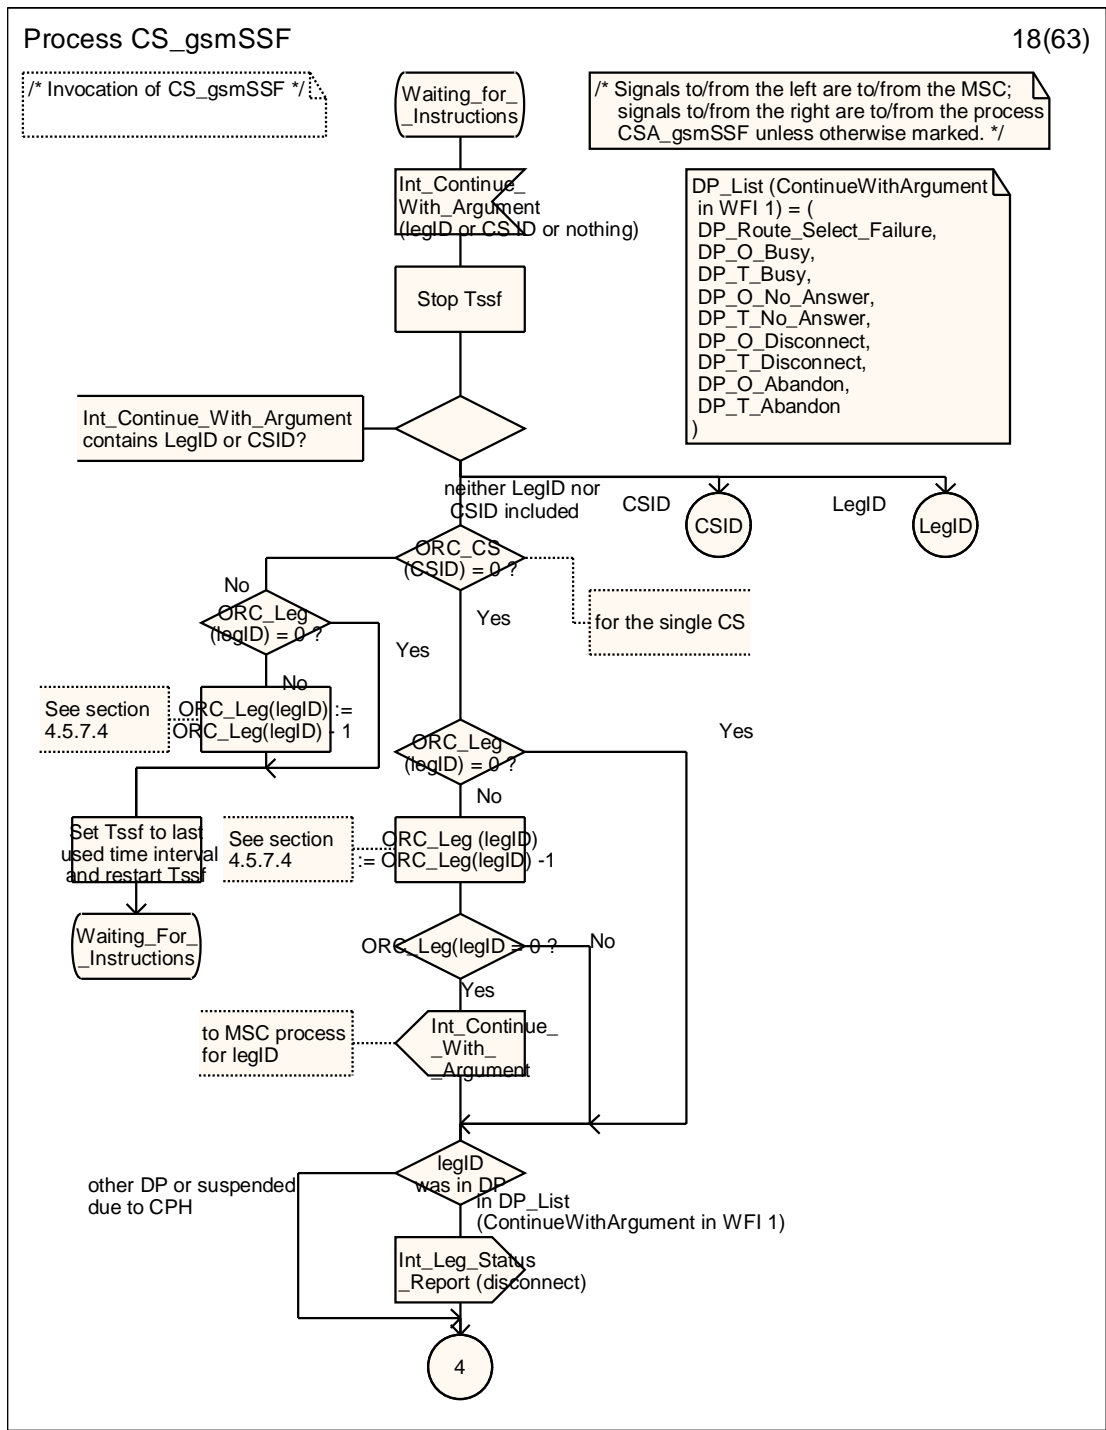 Process CS_gsmSSF
18(63)
/* Invocation of CS_gsmSSF */
Waiting_for_
_Instructions
/* Signals to/from the left are to/from the MSC;
signals to/from the right are to/from the process
CSA_gsmSSF unless otherwise marked. */
Int_Continue_
With_Argument
(legID or CS ID or nothing)
DP_List (ContinueWithArgument
in WFI 1) = (
DP_Route_Select_Failure,
DP_O_Busy,
DP_T_Busy,
DP_O_No_Answer,
DP_T_No_Answer,
DP_O_Disconnect,
DP_T_Disconnect,
DP_O_Abandon,
DP_T_Abandon
)
Stop Tssf
Int_Continue_With_Argument
contains LegID or CSID?
neither LegID nor
CSID included
CSID
CSID
LegID
LegID
ORC_CS
(CSID) = 0 ?
No
Yes
for the single CS
ORC_Leg
(legID) = 0 ?
Yes
No
See section
4.5.7.4
ORC_Leg(legID) :=
ORC_Leg(legID) - 1
ORC_Leg
(legID) = 0 ?
Yes
No
Set Tssf to last
used time interval
and restart Tssf
See section
4.5.7.4
ORC_Leg (legID)
:= ORC_Leg(legID) -1
Waiting_For_
_Instructions
ORC_Leg(legID = 0 ?
No
Yes
to MSC process
for legID
Int_Continue_
_With_
_Argument
legID
was in DP
other DP or suspended
due to CPH
in DP_List
(ContinueWithArgument in WFI 1)
Int_Leg_Status
_Report (disconnect)
4